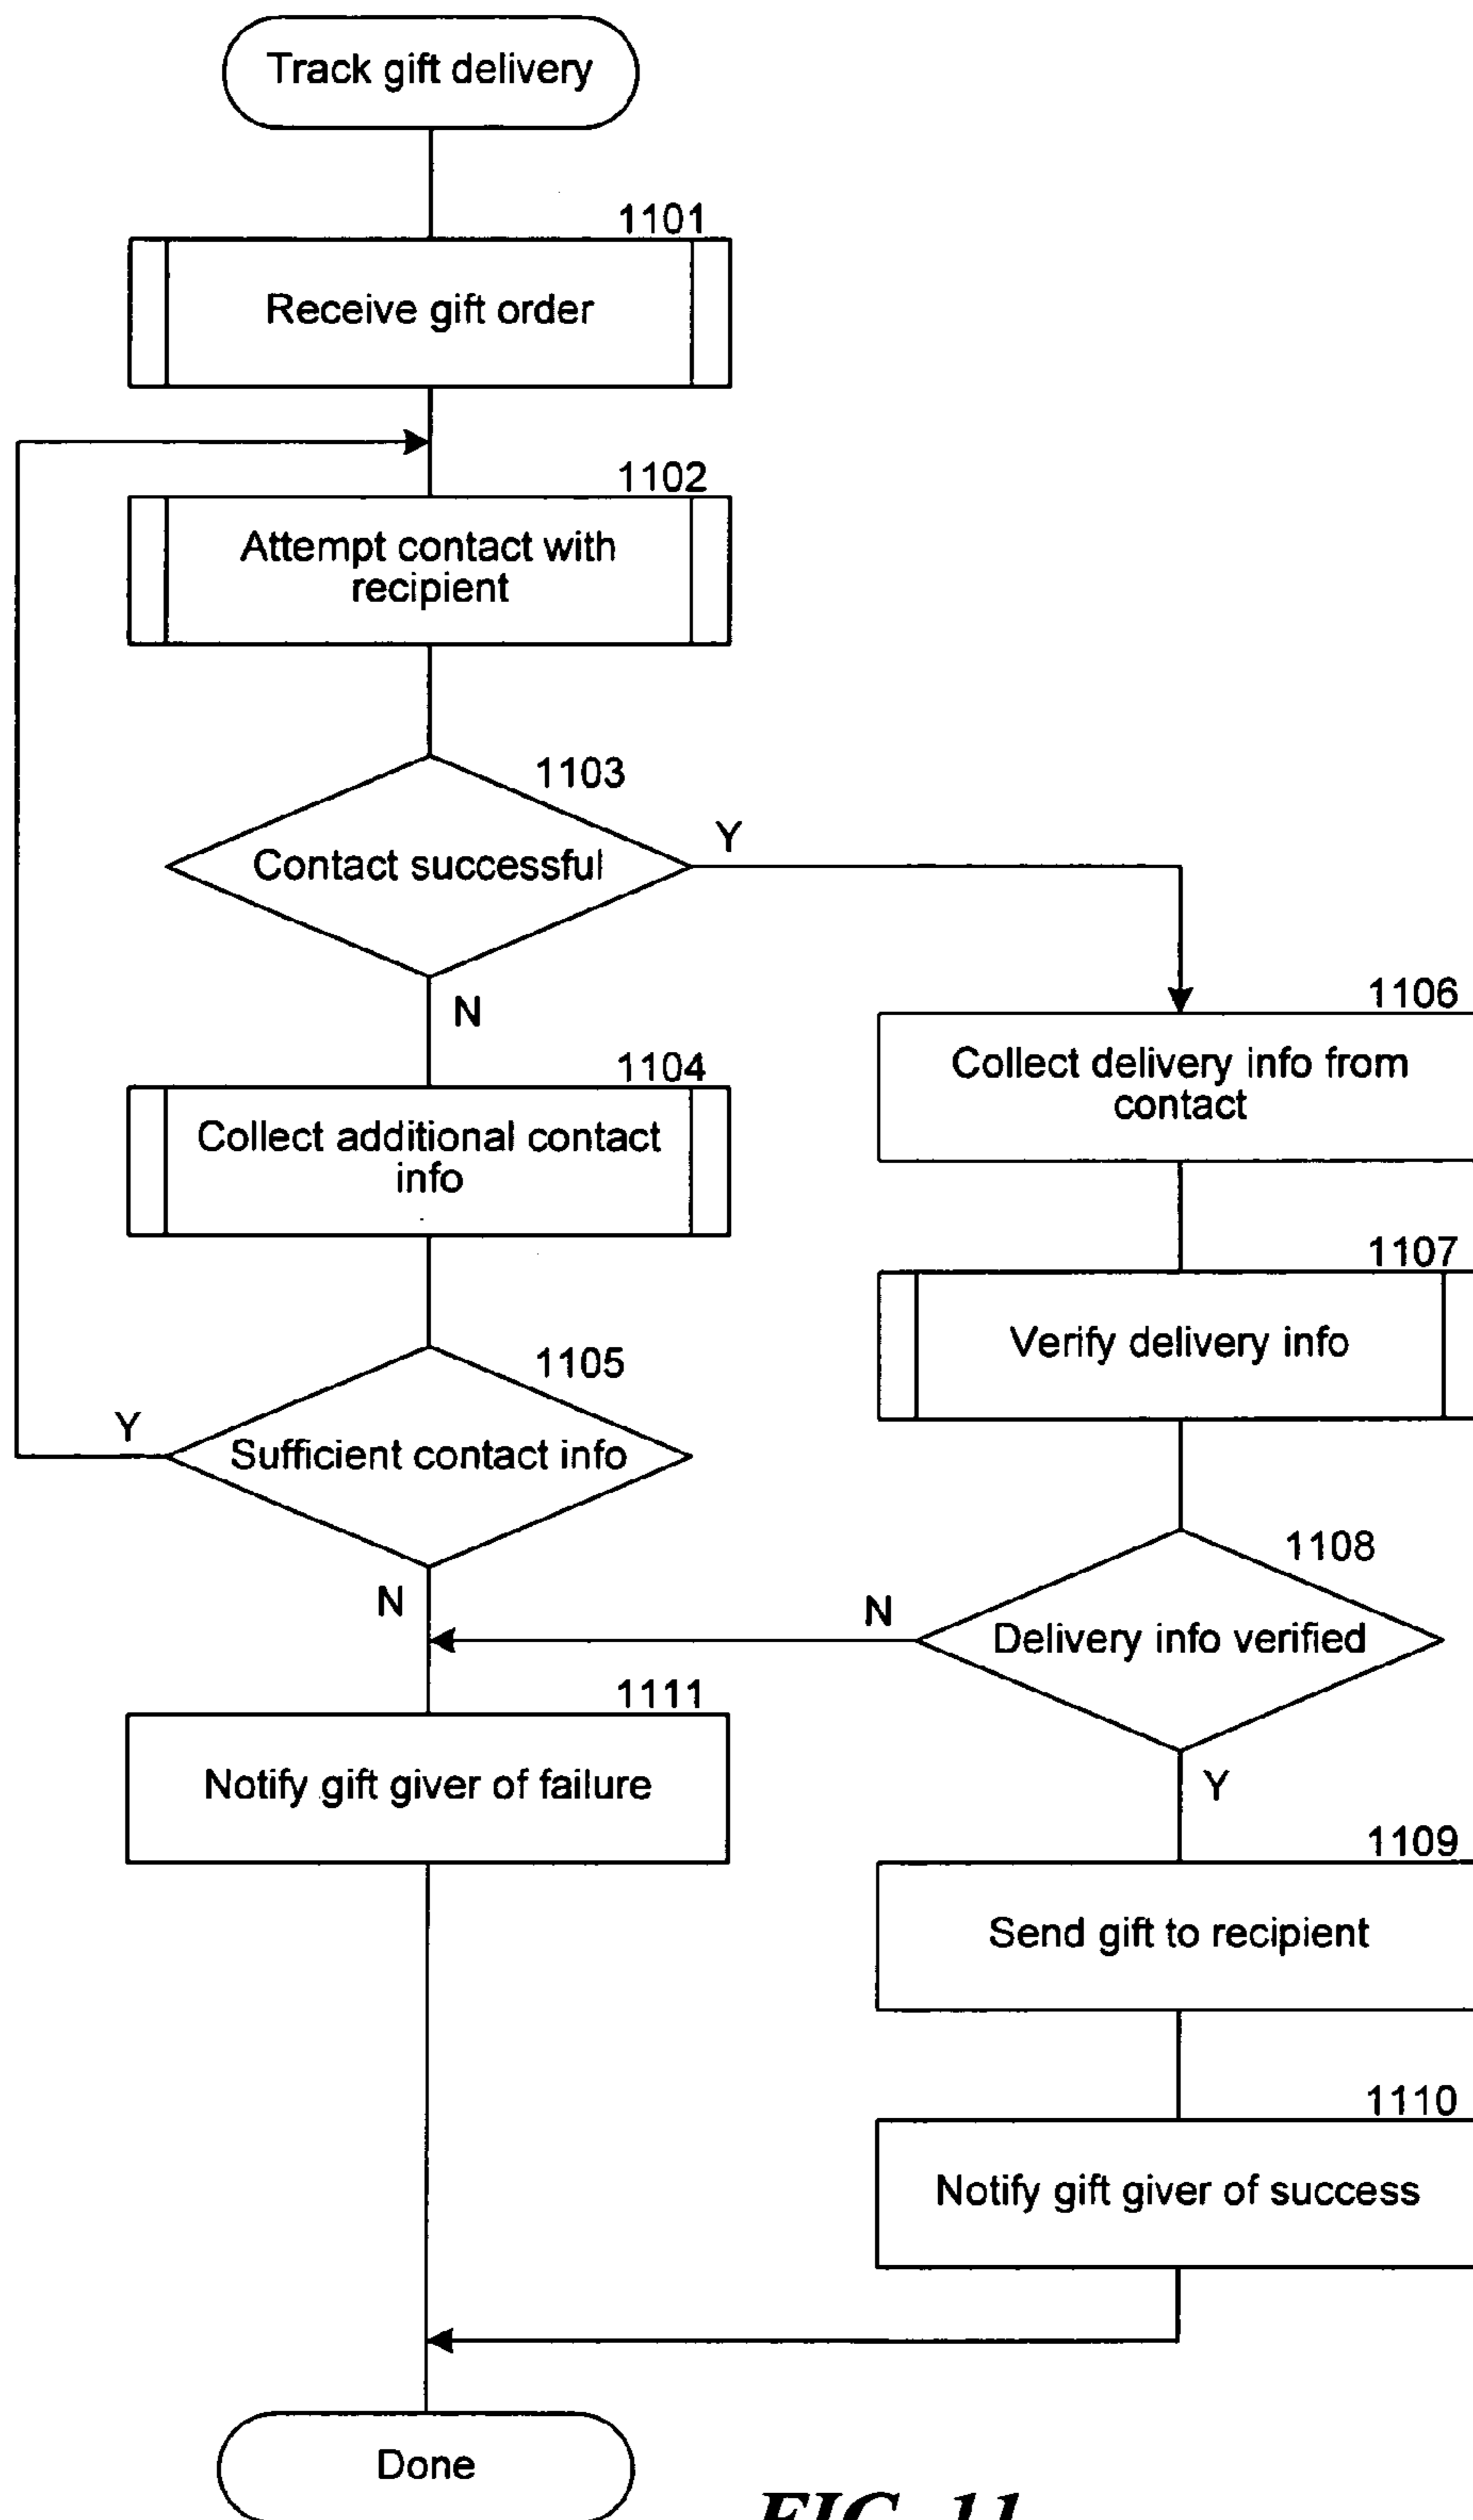 Track gift delivery
1101
Receive gift order
1102
Attempt contact with
recipient
1103
Contact successful
Y
N
1104
Collect additional contact
info
1105
Sufficient contact info
Y
N
1106
Collect delivery info from
contact
1107
Verify delivery info
1108
Delivery info verified
N
Y
1109
Send gift to recipient
1110
Notify gift giver of success
1111
Notify gift giver of failure
Done
FIG. 11